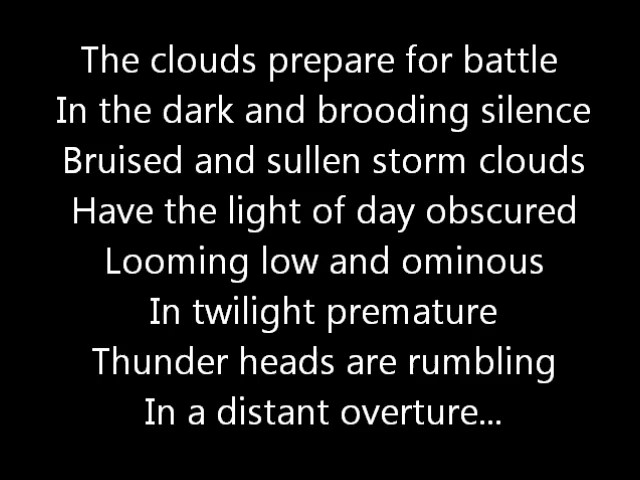 The clouds prepare for battle
In the dark and brooding silence
Bruised and sullen storm clouds
Have the light of day obscured
Looming low and ominous
In twilight premature
Thunder heads are rumbling
In a distant overture...